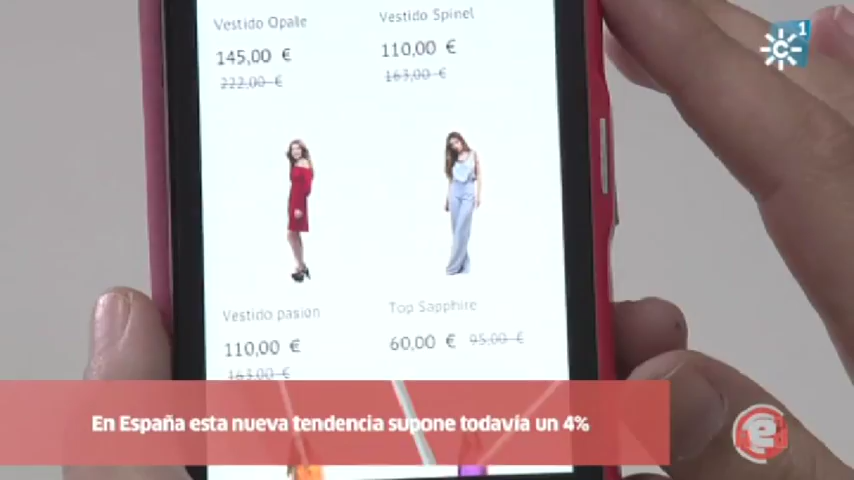 Vestido Opale
145,00 €
222,00 €
Vestido Spinel
110,00 €
163,00 €
Vestido pasion
110,00 €
163,00 €
Top Sapphire
60,00 € 95,00 €
En España esta nueva tendencia supone todavía un 4%
C1
e